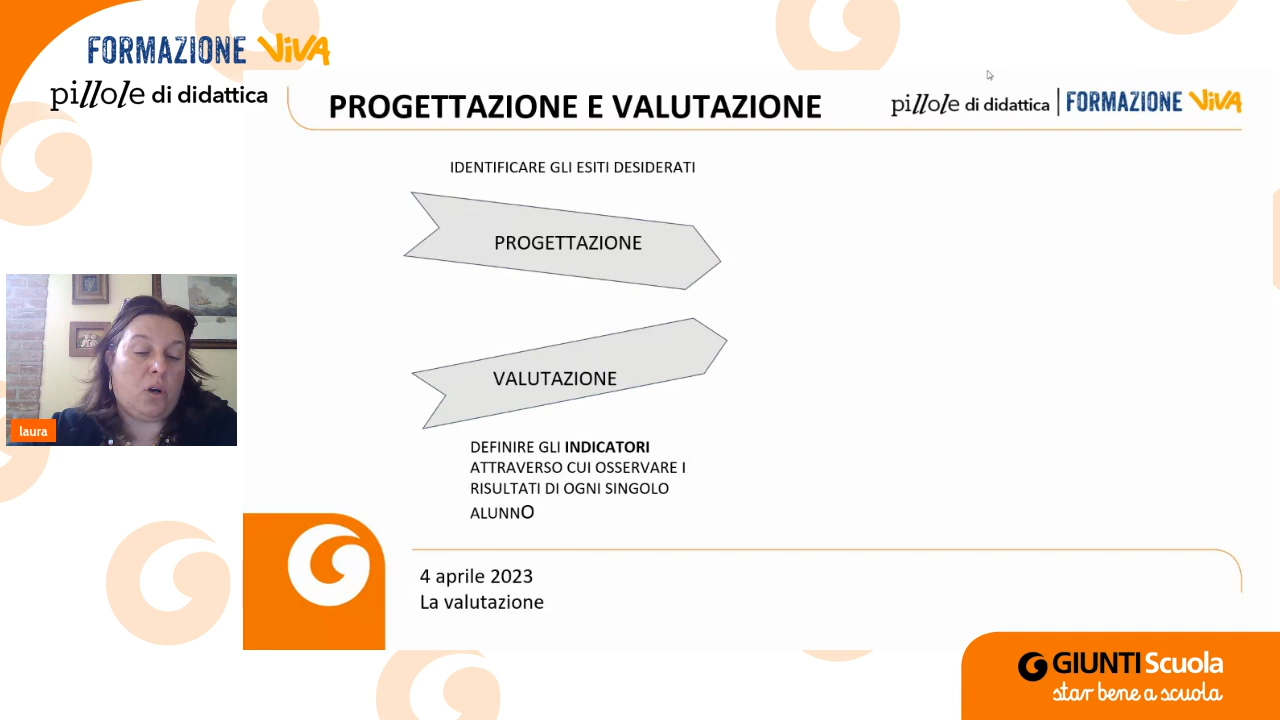 FORMAZIONE VIVA
pillole di didattica
PROGETTAZIONE E VALUTAZIONE
pillole di didattica | FORMAZIONE VIVA
IDENTIFICARE GLI ESITI DESIDERATI
PROGETTAZIONE
VALUTAZIONE
laura
DEFINIRE GLI INDICATORI
ATTRAVERSO CUI OSSERVARE I
RISULTATI DI OGNI SINGOLO
ALUNNO
4 aprile 2023
La valutazione
GIUNTI Scuola
star bene a scuola